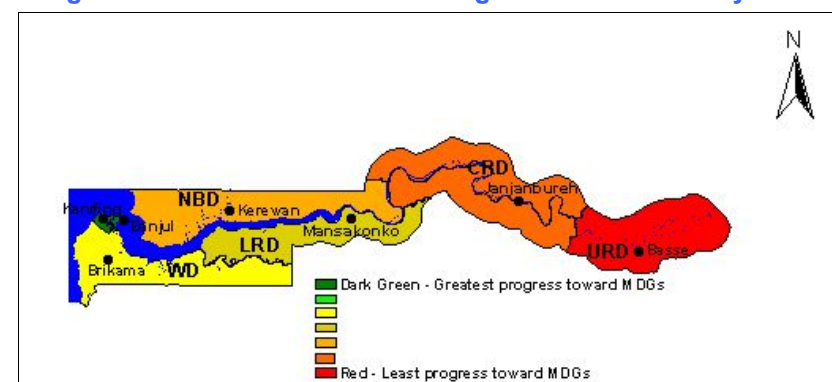 N
NBD
CRD
Janjanbureh
Kanifing
Banjul
Kerewan
Mansakonko
LRD
URD
Basse
Brikama
WD
Dark Green - Greatest progress toward MDGs
Red - Least progress toward MDGs